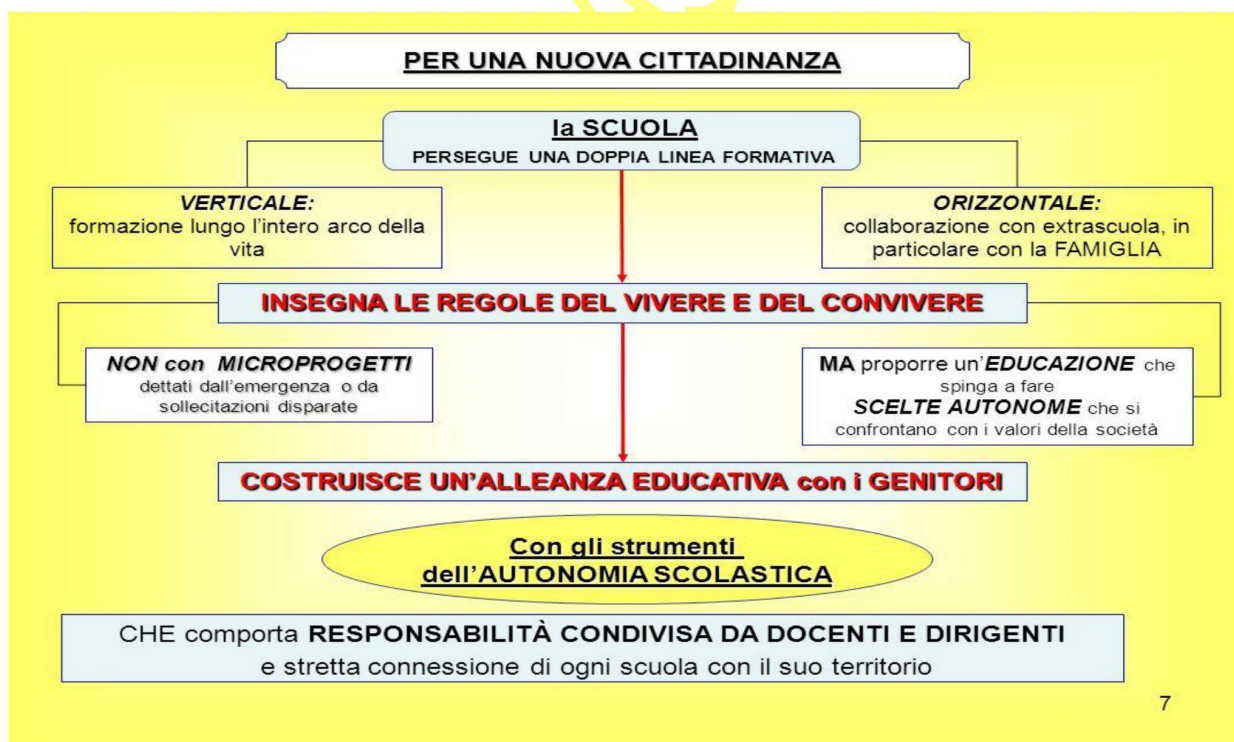 PER UNA NUOVA CITTADINANZA
la SCUOLA
PERSEGUE UNA DOPPIA LINEA FORMATIVA
VERTICALE:
formazione lungo l'intero arco della
vita
ORIZZONTALE:
collaborazione con extrascuola, in
particolare con la FAMIGLIA
INSEGNA LE REGOLE DEL VIVERE E DEL CONVIVERE
NON con MICROPROGETTI
dettati dall'emergenza o da
sollecitazioni disparate
MA proporre un'EDUCAZIONE che
spinga a fare
SCELTE AUTONOME che si
confrontano con i valori della società
COSTRUISCE UN'ALLEANZA EDUCATIVA con i GENITORI
Con gli strumenti
dell'AUTONOMIA SCOLASTICA
CHE comporta RESPONSABILITÀ CONDIVISA DA DOCENTI E DIRIGENTI
e stretta connessione di ogni scuola con il suo territorio
7